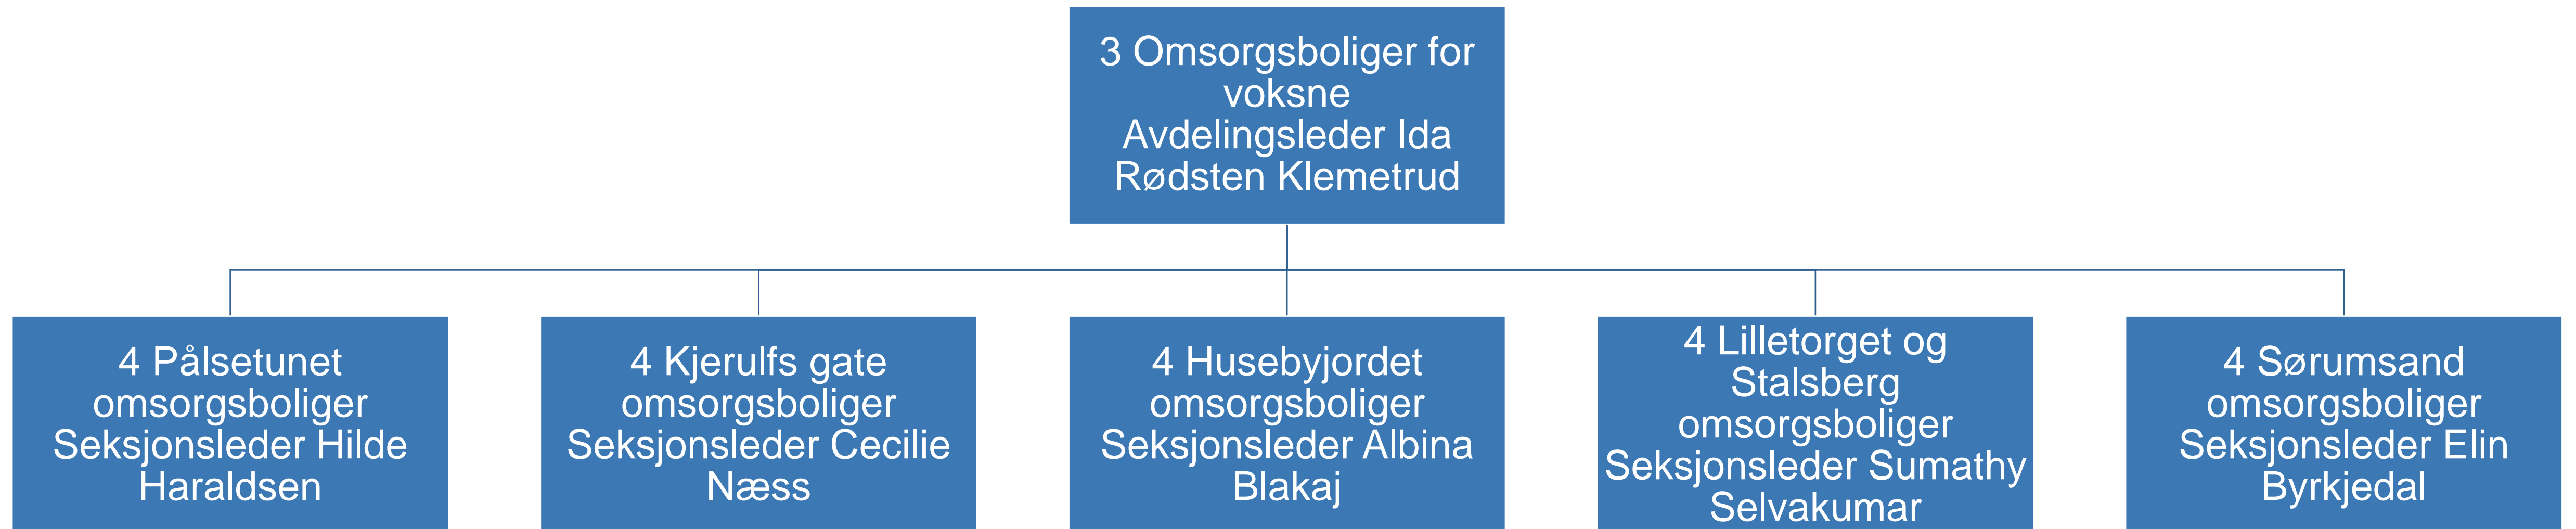 3 Omsorgsboliger for
voksne
Avdelingsleder Ida
Rødsten Klemetrud
4 Pålsetunet
omsorgsboliger
Seksjonsleder Hilde
Haraldsen
4 Kjerulfs gate
omsorgsboliger
Seksjonsleder Cecilie
Næss
4 Husebyjordet
omsorgsboliger
Seksjonsleder Albina
Blakaj
4 Lilletorget og
Stalsberg
omsorgsboliger
Seksjonsleder Sumathy
Selvakumar
4 Sørumsand
omsorgsboliger
Seksjonsleder Elin
Byrkjedal